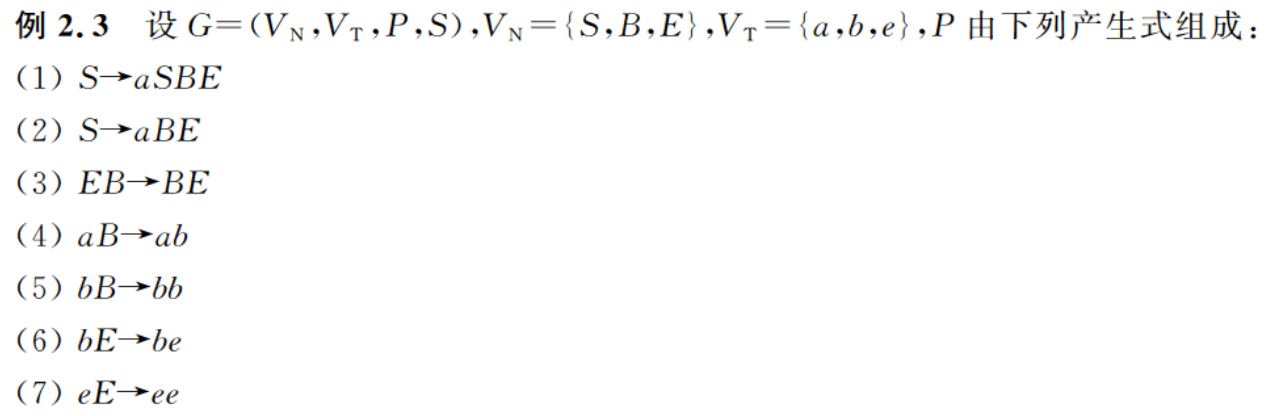 例 2.3 设 G=(V_N,V_T,P,S),V_N={S,B,E},V_T={a,b,e},P 由下列产生式组成:
(1) S→aSBE
(2) S→aBE
(3) EB→BE
(4) aB→ab
(5) bB→bb
(6) bE→be
(7) eE→ee